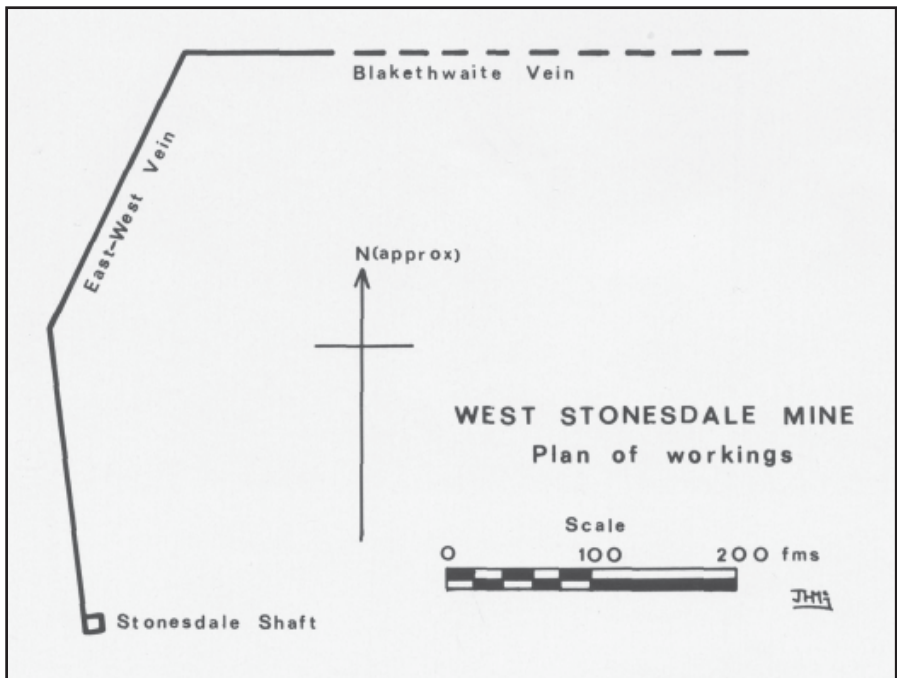 Blakethwaite Vein
East-West Vein
N(approx)
WEST STONESDALE MINE
Plan of workings
Scale
0 100 200 fms
Stonesdale Shaft